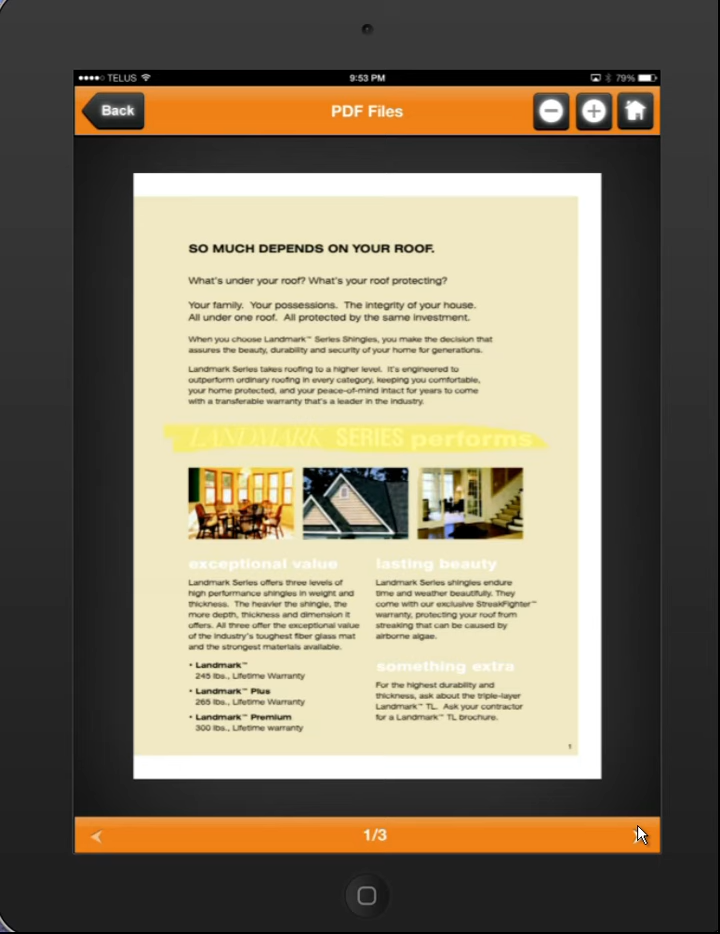 TELUS 9:53 PM 79%
Back PDF Files
SO MUCH DEPENDS ON YOUR ROOF.
What's under your roof? What's your roof protecting?
Your family. Your possessions. The integrity of your house.
All under one roof. All protected by the same investment.
When you choose Landmark™ Series Shingles, you make the decision that
assures the beauty, durability and security of your home for generations.
Landmark Series takes roofing to a higher level. It's engineered to
outperform ordinary roofing in every category, keeping you comfortable,
your home protected, and your peace-of-mind intact for years to come
with a transferable warranty that's a leader in the industry.
LANDMARK SERIES performs
exceptional value
Landmark Series offers three levels of
high performance shingles in weight and
thickness. The heavier the shingle, the
more depth, thickness and dimension it
offers. All three offer the exceptional value
of the industry's toughest fiber glass mat
and the strongest materials available.
• Landmark™
245 lbs., Lifetime Warranty
• Landmark™ Plus
265 lbs., Lifetime Warranty
• Landmark™ Premium
300 lbs., Lifetime warranty
lasting beauty
Landmark Series shingles endure
time and weather beautifully. They
come with our exclusive StreakFighter™
warranty, protecting your roof from
streaking that can be caused by
airborne algae.
something extra
For the highest durability and
thickness, ask about the triple-layer
Landmark™ TL. Ask your contractor
for a Landmark™ TL brochure.
1
1/3